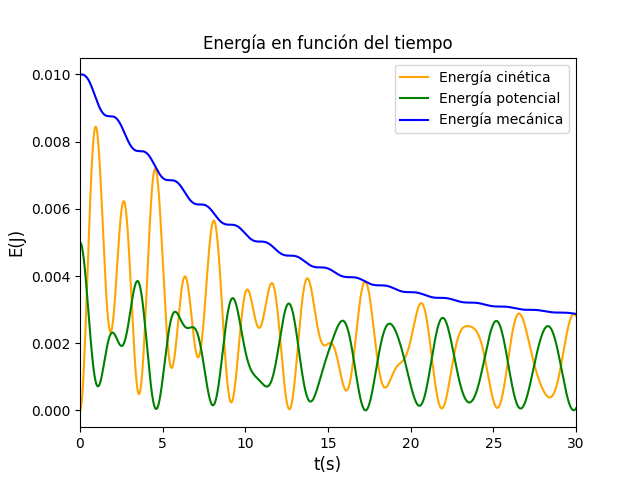 Energía en función del tiempo
Energía cinética
Energía potencial
Energía mecánica
E(J)
0.010
0.008
0.006
0.004
0.002
0.000
0 5 10 15 20 25 30
t(s)